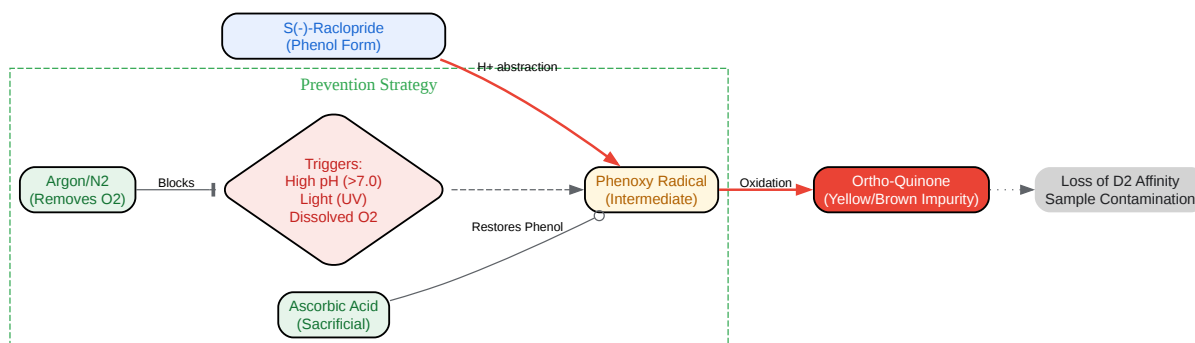 S(-)-Raclopride
(Phenol Form)
H+ abstraction
Prevention Strategy
Argon/N2
(Removes O2)
Blocks
Triggers:
High pH (>7.0)
Light (UV)
Dissolved O2
Phenoxy Radical
(Intermediate)
Oxidation
Ortho-Quinone
(Yellow/Brown Impurity)
Loss of D2 Affinity
Sample Contamination
Restores Phenol
Ascorbic Acid
(Sacrificial)